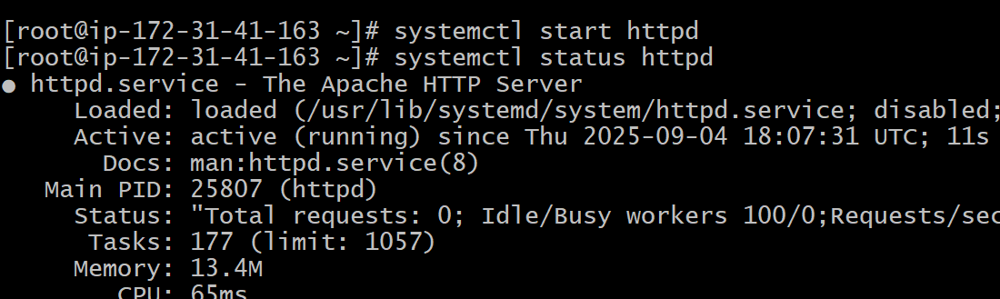 [root@ip-172-31-41-163 ~]# systemctl start httpd
[root@ip-172-31-41-163 ~]# systemctl status httpd
● httpd.service - The Apache HTTP Server
Loaded: loaded (/usr/lib/systemd/system/httpd.service; disabled;
Active: active (running) since Thu 2025-09-04 18:07:31 UTC; 11s
Docs: man:httpd.service(8)
Main PID: 25807 (httpd)
Status: "Total requests: 0; Idle/Busy workers 100/0;Requests/sec
Tasks: 177 (limit: 1057)
Memory: 13.4M
CPU: 65ms